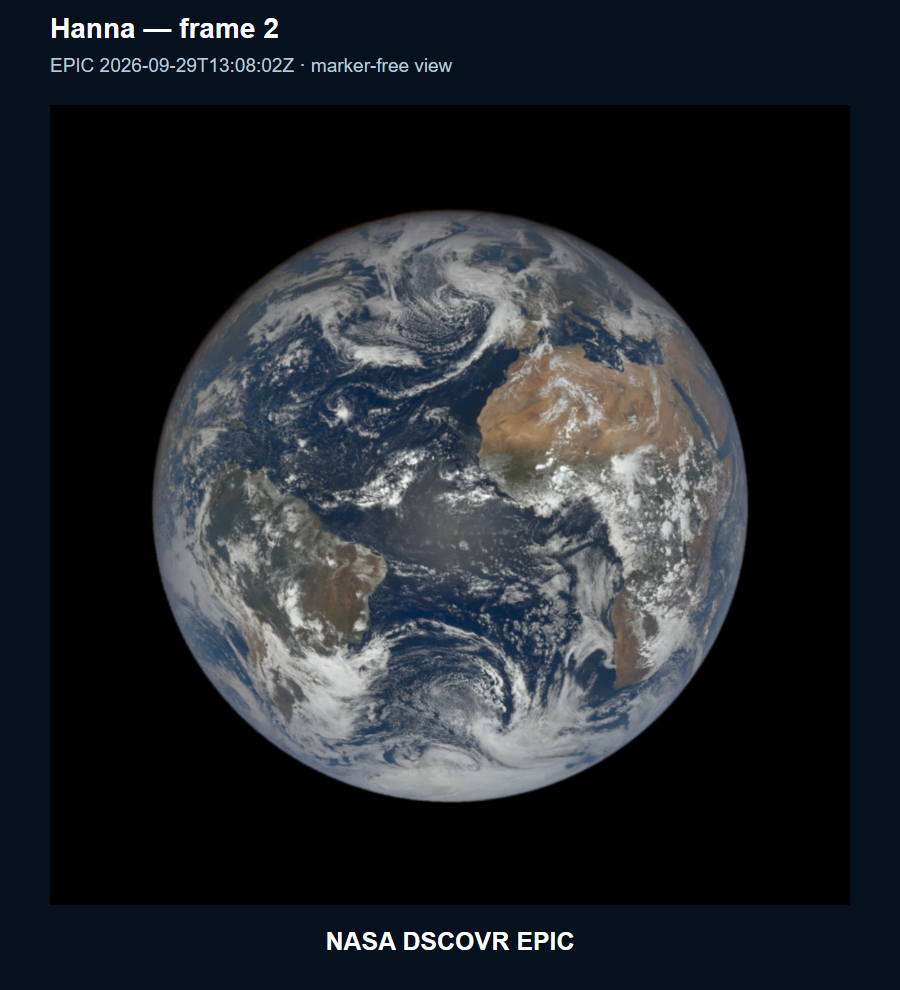 Hanna — frame 2
EPIC 2026-09-29T13:08:02Z · marker-free view
NASA DSCOVR EPIC